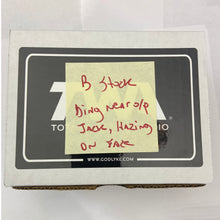 B Stock
Ding near o/p
Jack, Hazing
on face
WWW.GODLYKE.COM